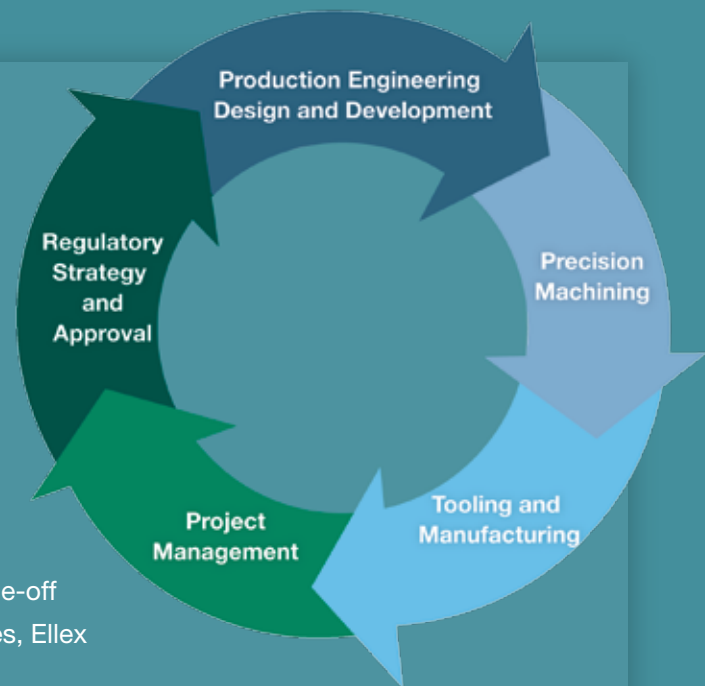 Production Engineering
Design and Development
Precision
Machining
Tooling and
Manufacturing
Project
Management
Regulatory
Strategy
and
Approval
e-off
es, Ellex